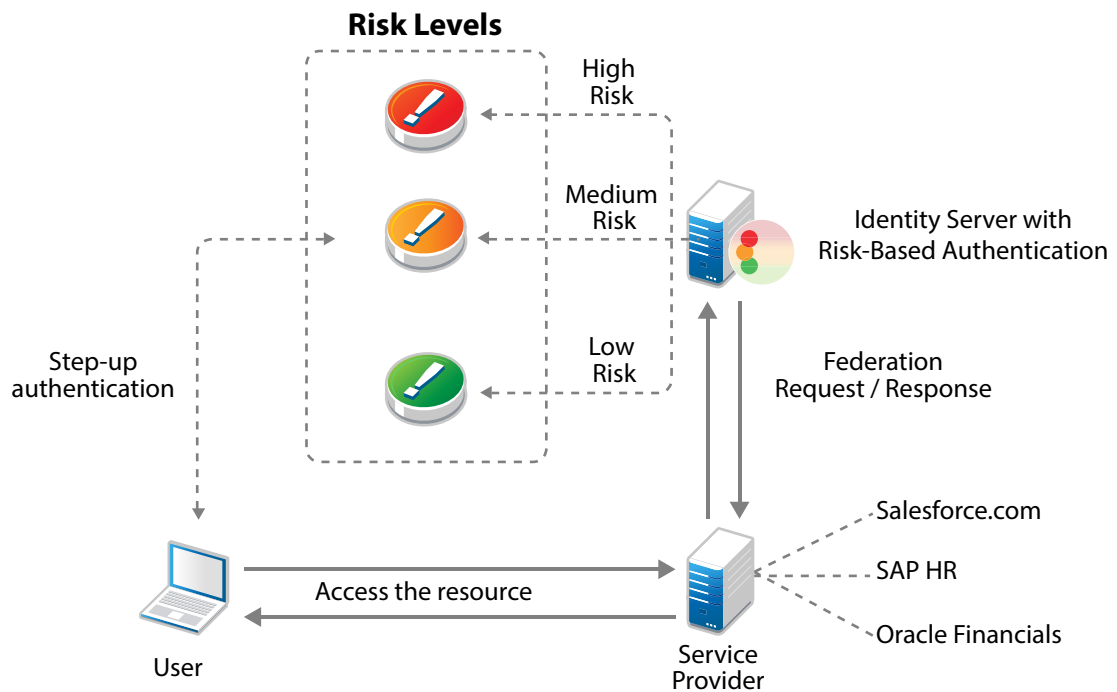 Risk Levels
High
Risk
Medium
Risk
Low
Risk
Identity Server with
Risk-Based Authentication
Step-up
authentication
Federation
Request / Response
Salesforce.com
SAP HR
Oracle Financials
Access the resource
User
Service
Provider